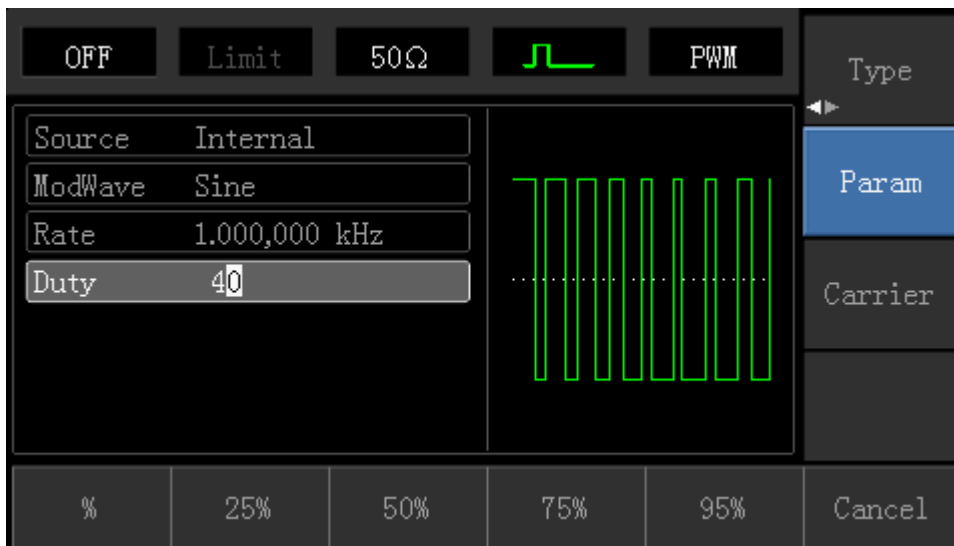 OFF Limit 50Ω PWM Type
Source Internal
ModWave Sine
Param
Rate 1.000,000 kHz
Duty 40
Carrier
% 25% 50% 75% 95% Cancel